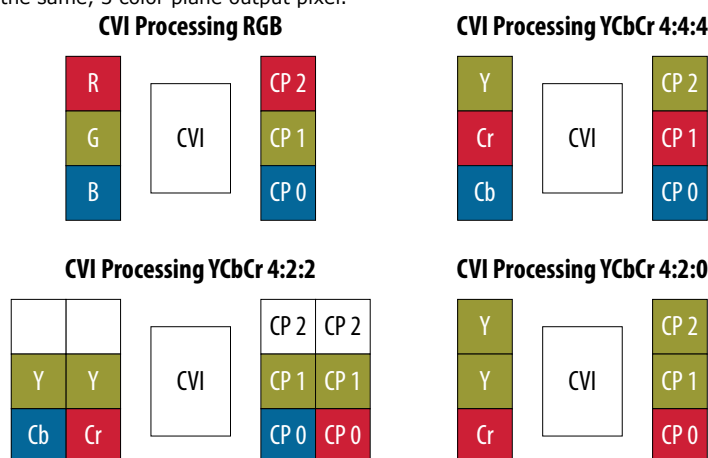 the same, 3 color plane output pixel.
CVI Processing RGB
R
G
B
CVI
CP 2
CP 1
CP 0
CVI Processing YCbCr 4:4:4
Y
Cr
Cb
CVI
CP 2
CP 1
CP 0
CVI Processing YCbCr 4:2:2
Y Y
Cb Cr
CVI
CP 2 CP 2
CP 1 CP 1
CP 0 CP 0
CVI Processing YCbCr 4:2:0
Y
Y
Cr
CVI
CP 2
CP 1
CP 0